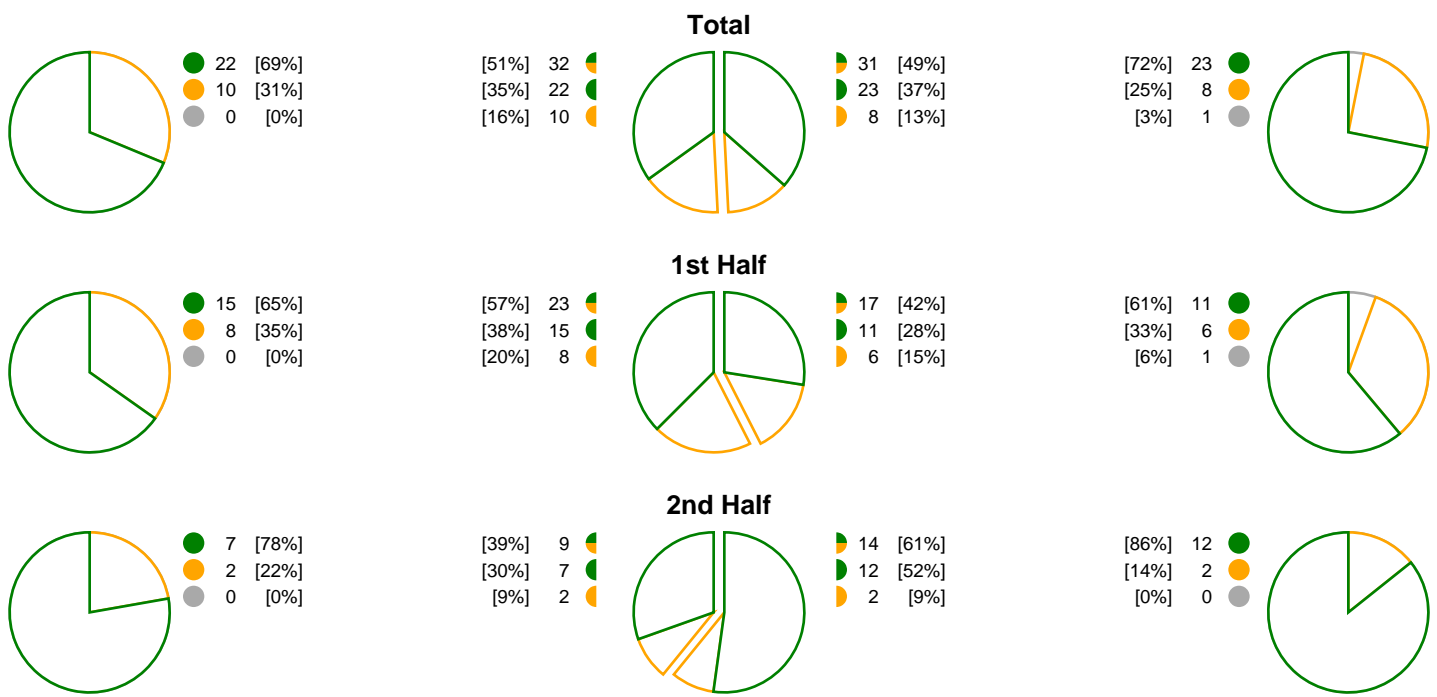 Total
22 [69%] [51%] 32 31 [49%] [72%] 23
10 [31%] [35%] 22 23 [37%] [25%] 8
0 [0%] [16%] 10 8 [13%] [3%] 1
1st Half
15 [65%] [57%] 23 17 [42%] [61%] 11
8 [35%] [38%] 15 11 [28%] [33%] 6
0 [0%] [20%] 8 6 [15%] [6%] 1
2nd Half
7 [78%] [39%] 9 14 [61%] [86%] 12
2 [22%] [30%] 7 12 [52%] [14%] 2
0 [0%] [9%] 2 2 [9%] [0%] 0